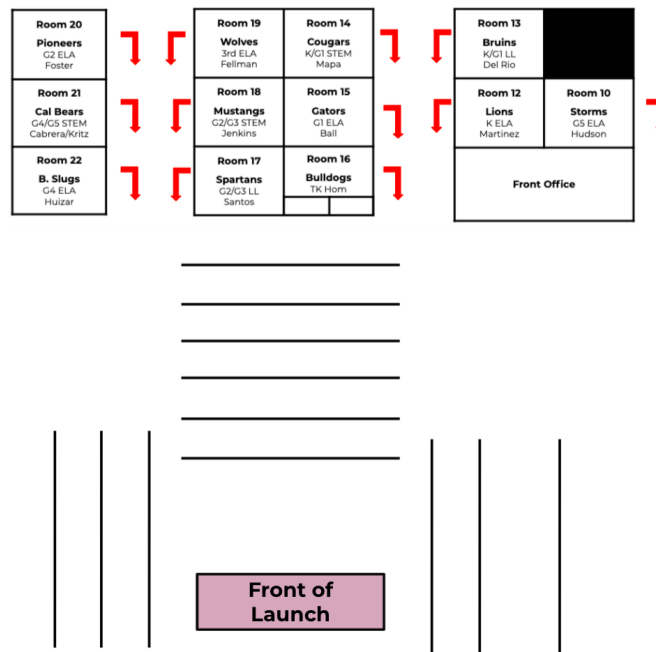 Room 20
Pioneers
G2 ELA
Foster
Room 19
Wolves
3rd ELA
Fellman
Room 14
Cougars
K/G1 STEM
Mapa
Room 13
Bruins
K/G1 LL
Del Rio
Room 21
Cal Bears
G4/G5 STEM
Cabrera/Kritz
Room 18
Mustangs
G2/G3 STEM
Jenkins
Room 15
Gators
G1 ELA
Ball
Room 12
Lions
K ELA
Martinez
Room 10
Storms
G5 ELA
Hudson
Room 22
B. Slugs
G4 ELA
Huizar
Room 17
Spartans
G2/G3 LL
Santos
Room 16
Bulldogs
TK Hom
Front Office
Front of
Launch